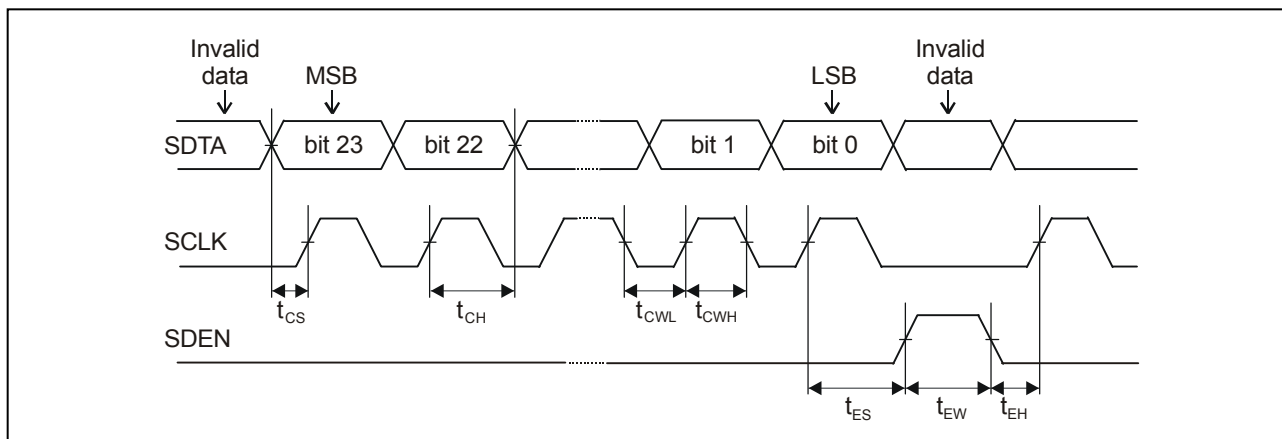 Invalid
data
MSB
LSB
Invalid
data
SDTA
bit 23
bit 22
bit 1
bit 0
SCLK
tCS
tCH
tCWL
tCWH
SDEN
tES
tEW
tEH